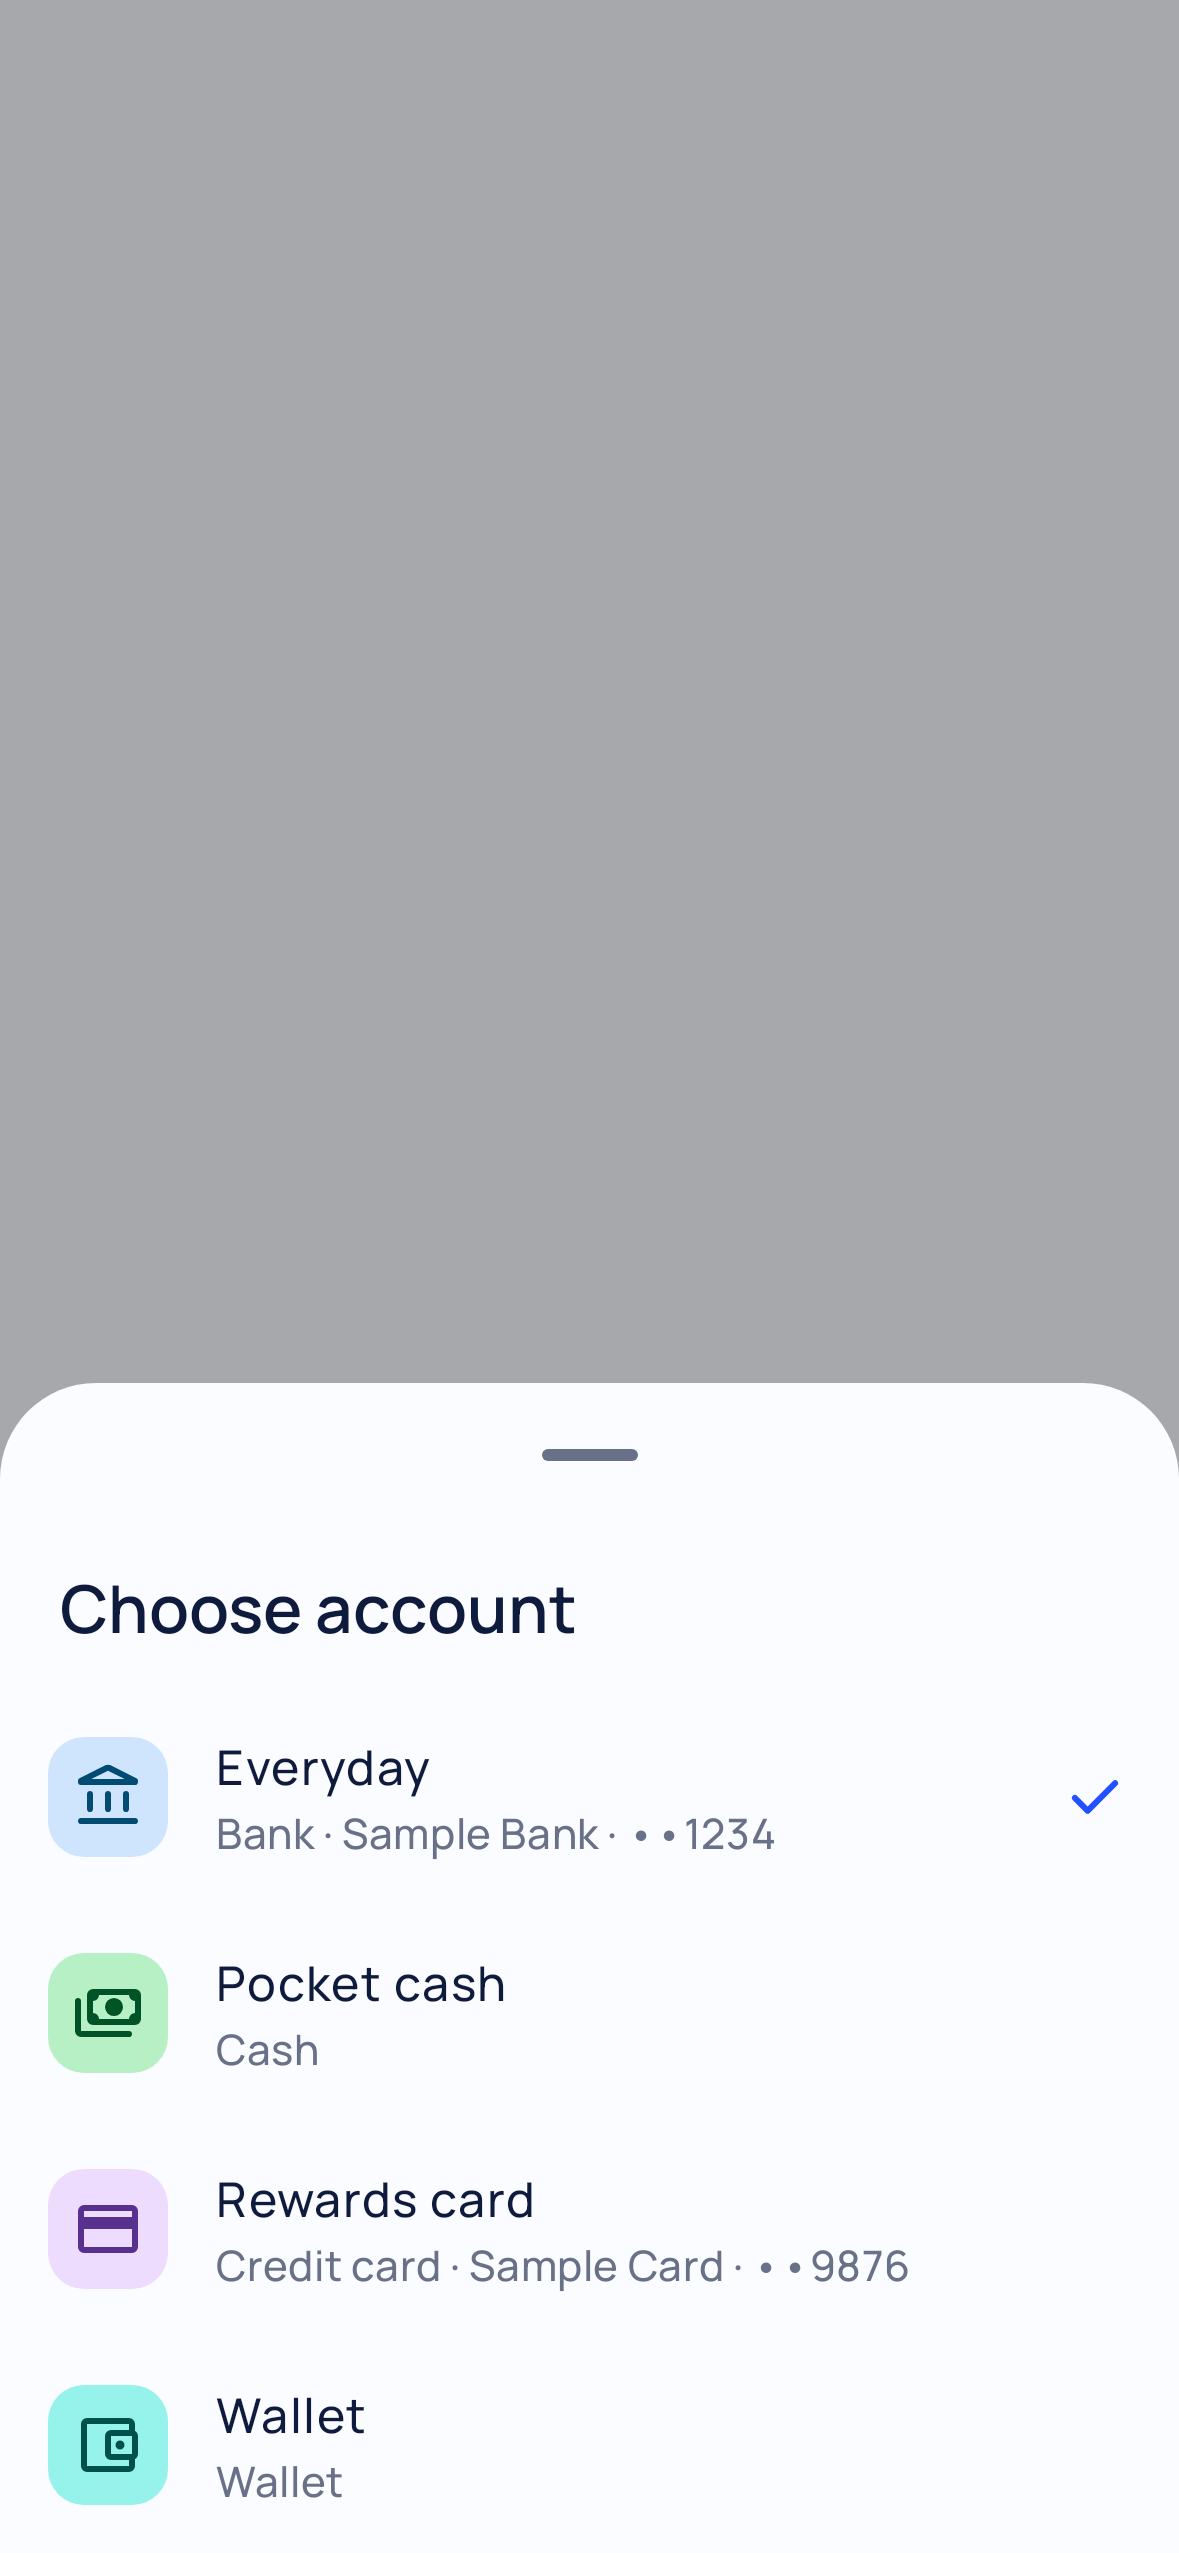 Choose account
Everyday
Bank · Sample Bank · ••1234
Pocket cash
Cash
Rewards card
Credit card · Sample Card · ••9876
Wallet
Wallet